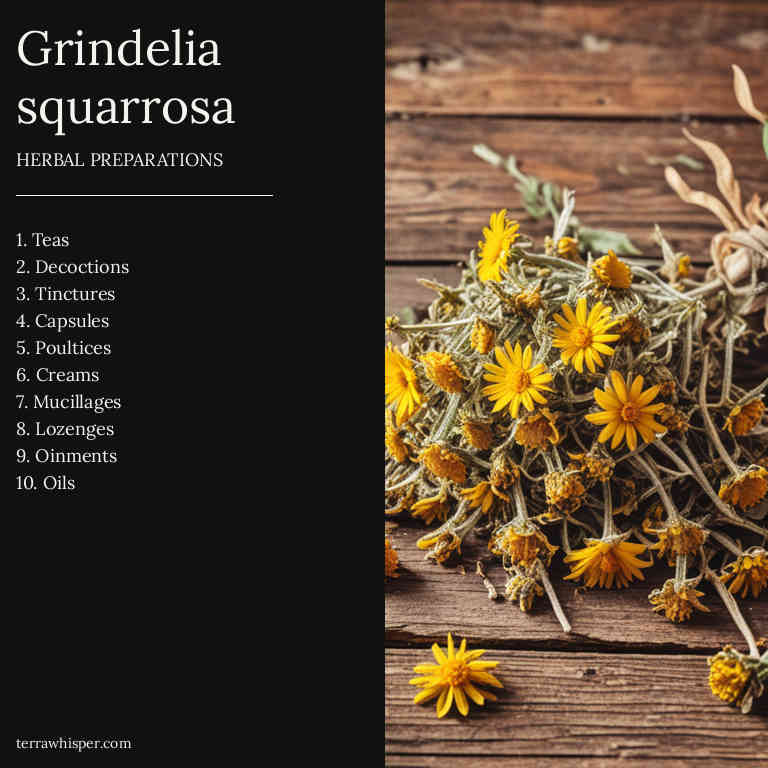 Grindelia
squarrosa
HERBAL PREPARATIONS
1. Teas
2. Decoctions
3. Tinctures
4. Capsules
5. Poultices
6. Creams
7. Mucillages
8. Lozenges
9. Oinments
10. Oils
terrawhisper.com